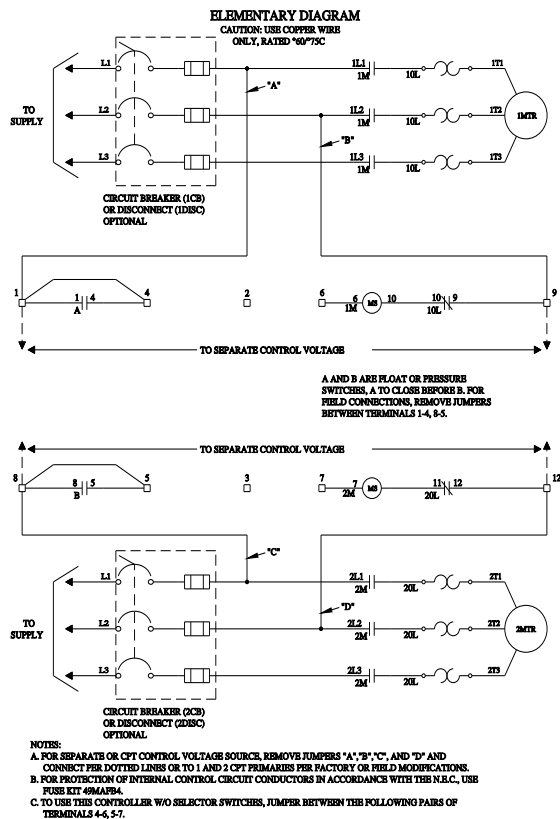 ELEMENTARY DIAGRAM
CAUTION: USE COPPER WIRE
ONLY, RATED °60/°75C
L1
"A"
1L1
1M
10L
1T1
TO
SUPPLY
L2
1L2
1M
10L
1T2
1MTR
"B"
L3
1L3
1M
10L
1T3
CIRCUIT BREAKER (1CB)
OR DISCONNECT (1DISC)
OPTIONAL
1
1
4
A
4
2
6
6
1M
MS
10
10
9
10L
9
TO SEPARATE CONTROL VOLTAGE
A AND B ARE FLOAT OR PRESSURE
SWITCHES, A TO CLOSE BEFORE B. FOR
FIELD CONNECTIONS, REMOVE JUMPERS
BETWEEN TERMINALS 1-4, 8-5.
TO SEPARATE CONTROL VOLTAGE
8
8
5
B
5
3
7
7
2M
MS
11
12
20L
12
"C"
L1
2L1
2M
20L
2T1
"D"
TO
SUPPLY
L2
2L2
2M
20L
2T2
2MTR
L3
2L3
2M
20L
2T3
CIRCUIT BREAKER (2CB)
OR DISCONNECT (2DISC)
OPTIONAL
NOTES:
A. FOR SEPARATE OR CPT CONTROL VOLTAGE SOURCE, REMOVE JUMPERS "A","B","C", AND "D" AND
CONNECT PER DOTTED LINES OR TO 1 AND 2 CPT PRIMARIES PER FACTORY OR FIELD MODIFICATIONS.
B. FOR PROTECTION OF INTERNAL CONTROL CIRCUIT CONDUCTORS IN ACCORDANCE WITH THE N.E.C., USE
FUSE KIT 49MAFB4.
C. TO USE THIS CONTROLLER W/O SELECTOR SWITCHES, JUMPER BETWEEN THE FOLLOWING PAIRS OF
TERMINALS 4-6, 5-7.